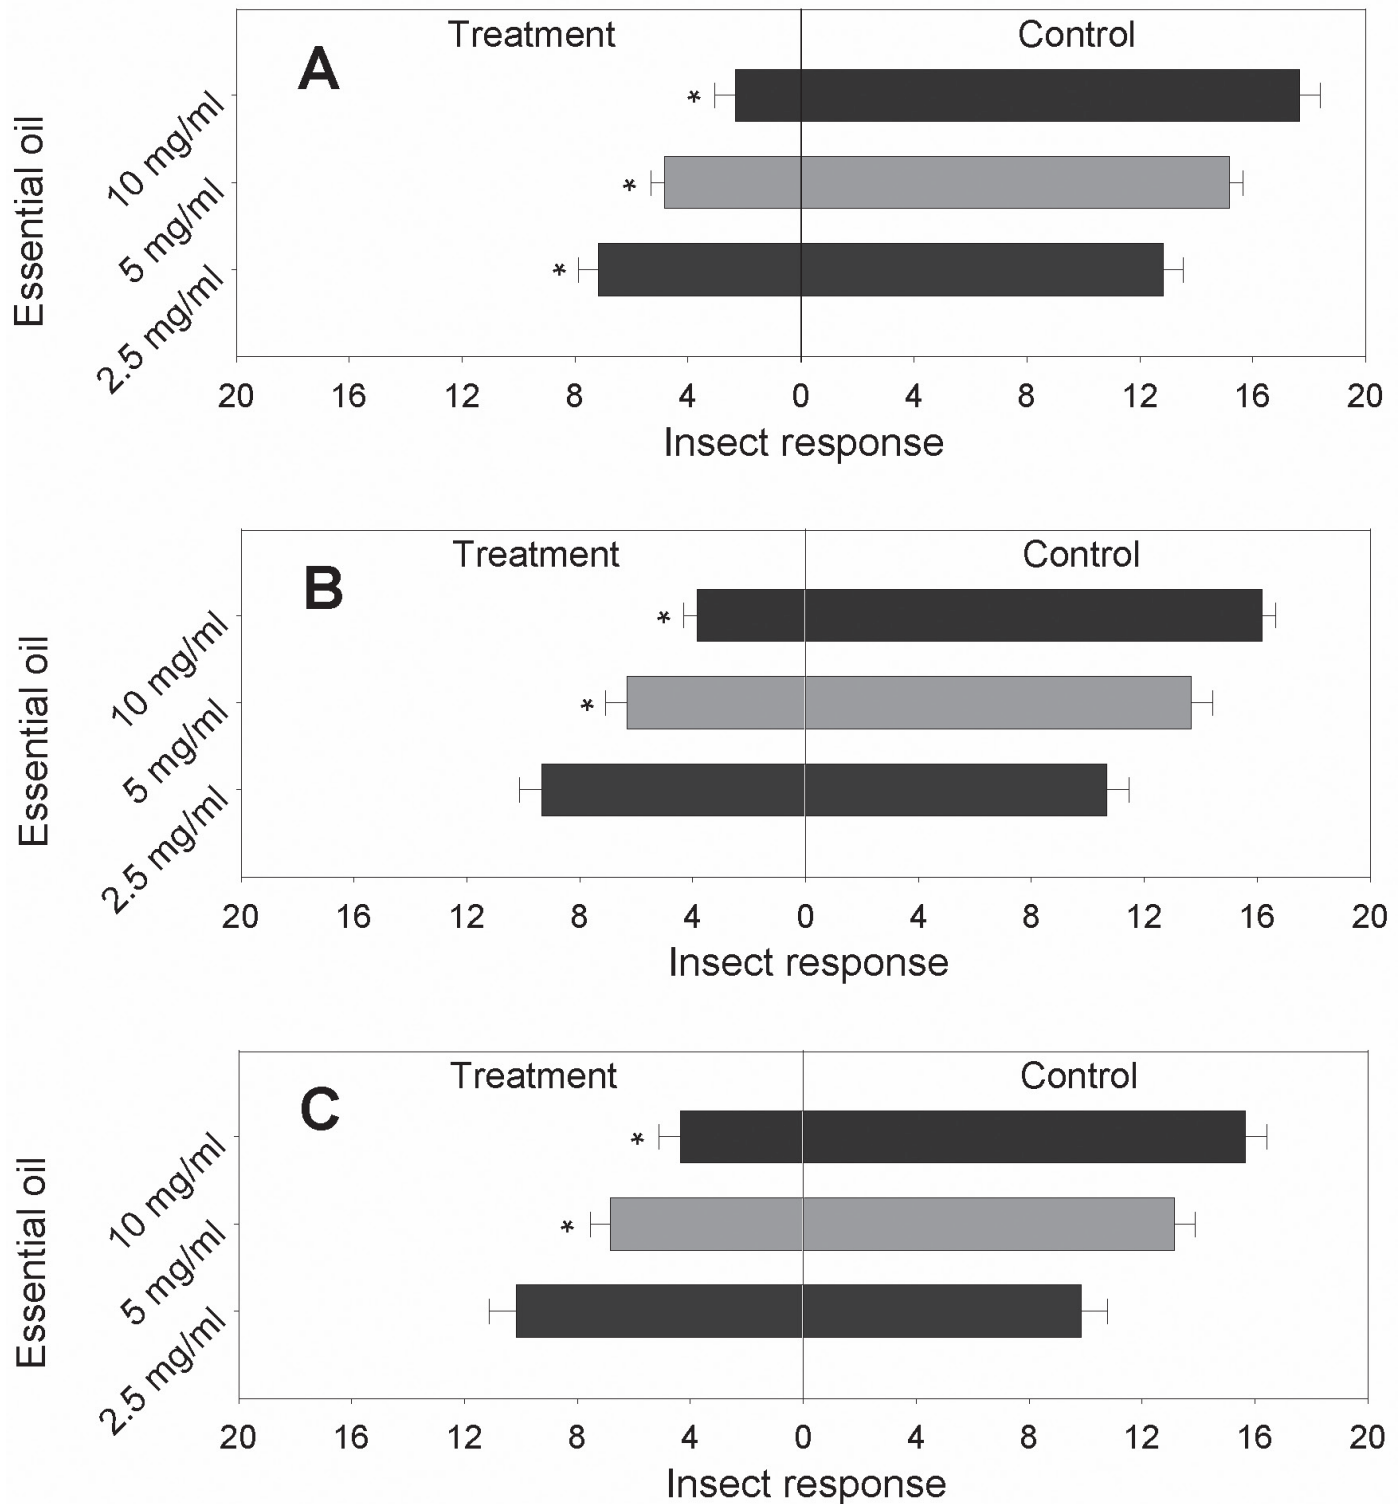 Treatment Control
A
*
10 mg/ml
*
5 mg/ml
*
2.5 mg/ml
Essential oil
20 16 12 8 4 0 4 8 12 16 20
Insect response
Treatment Control
B
*
10 mg/ml
*
5 mg/ml
2.5 mg/ml
Essential oil
20 16 12 8 4 0 4 8 12 16 20
Insect response
Treatment Control
C
*
10 mg/ml
*
5 mg/ml
2.5 mg/ml
Essential oil
20 16 12 8 4 0 4 8 12 16 20
Insect response